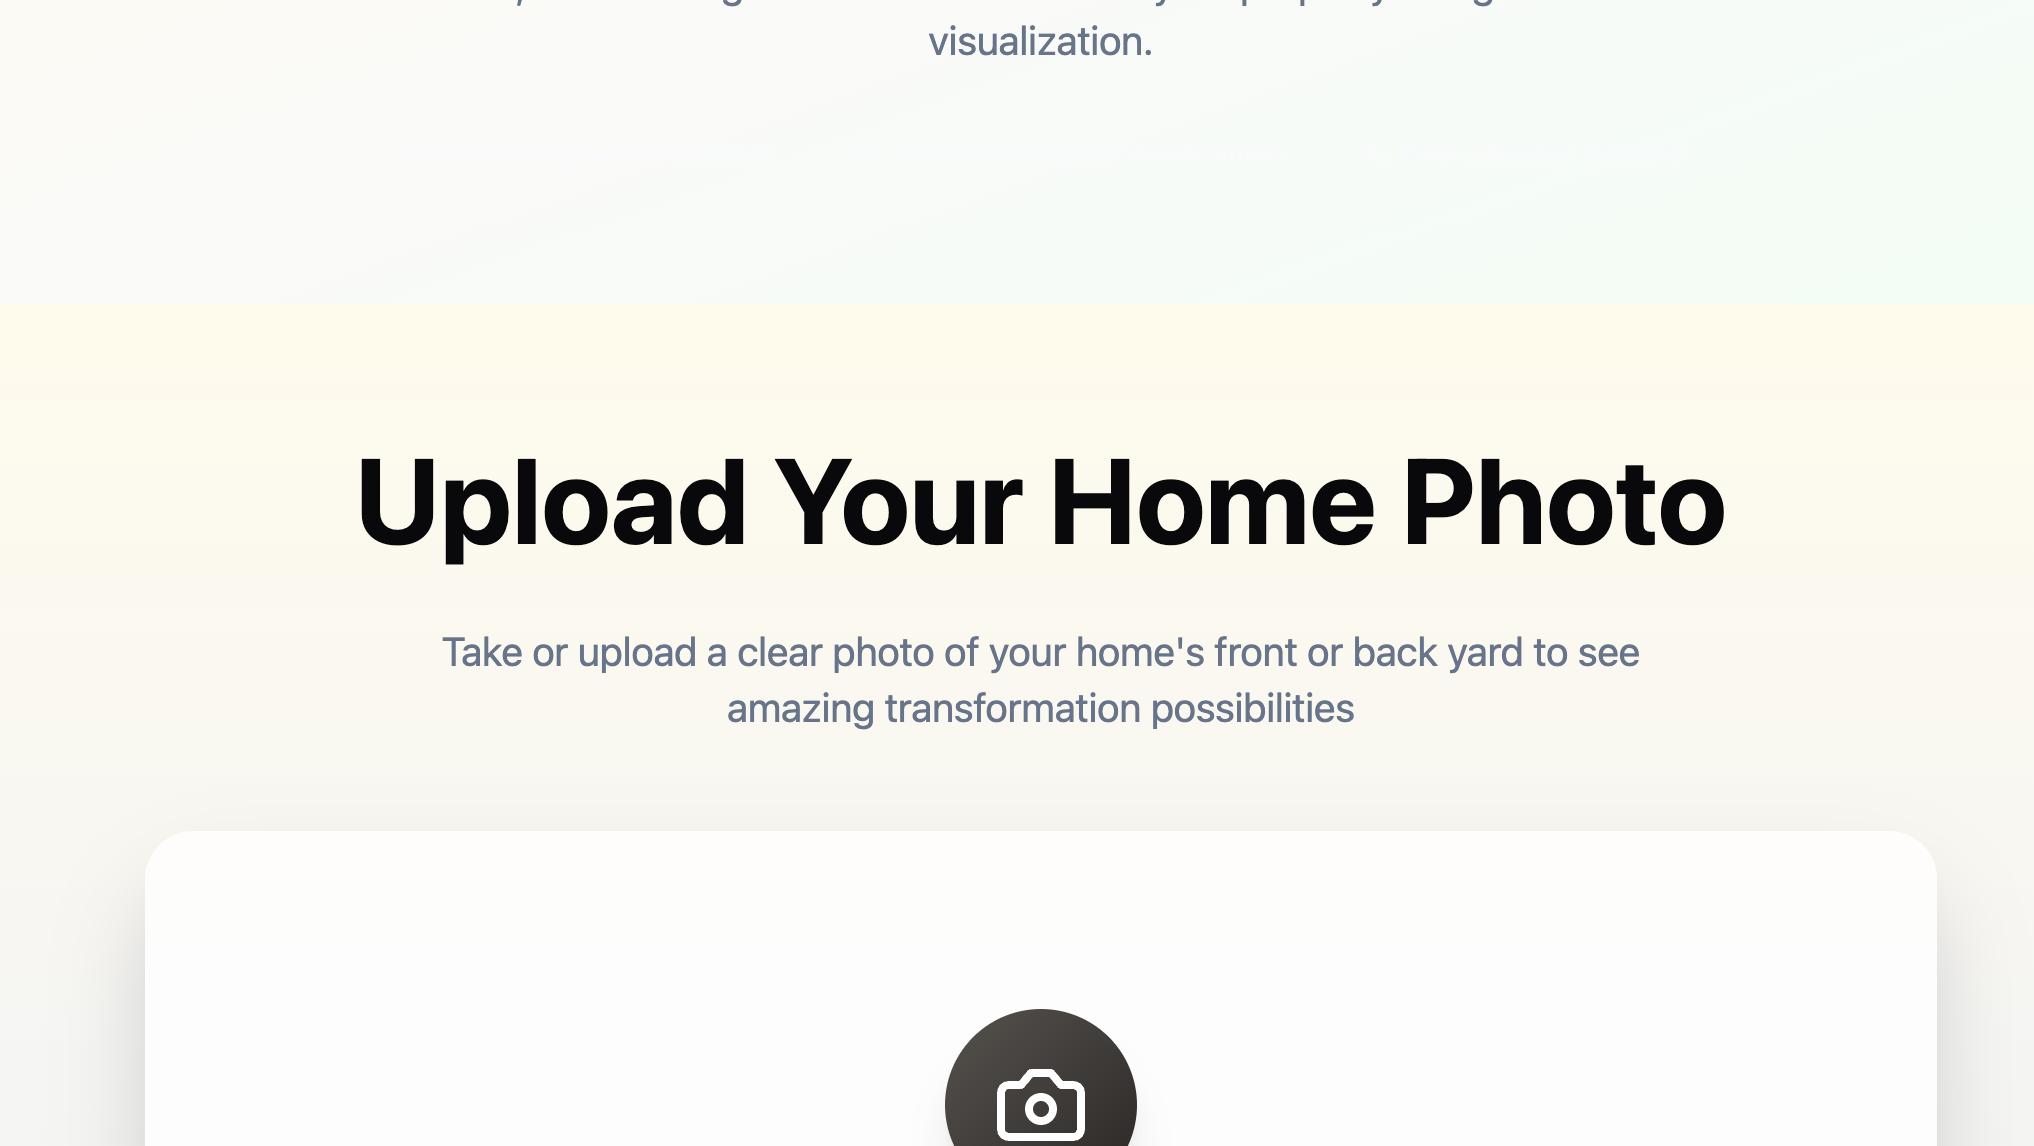 visualization.
Upload Your Home Photo
Take or upload a clear photo of your home's front or back yard to see
amazing transformation possibilities